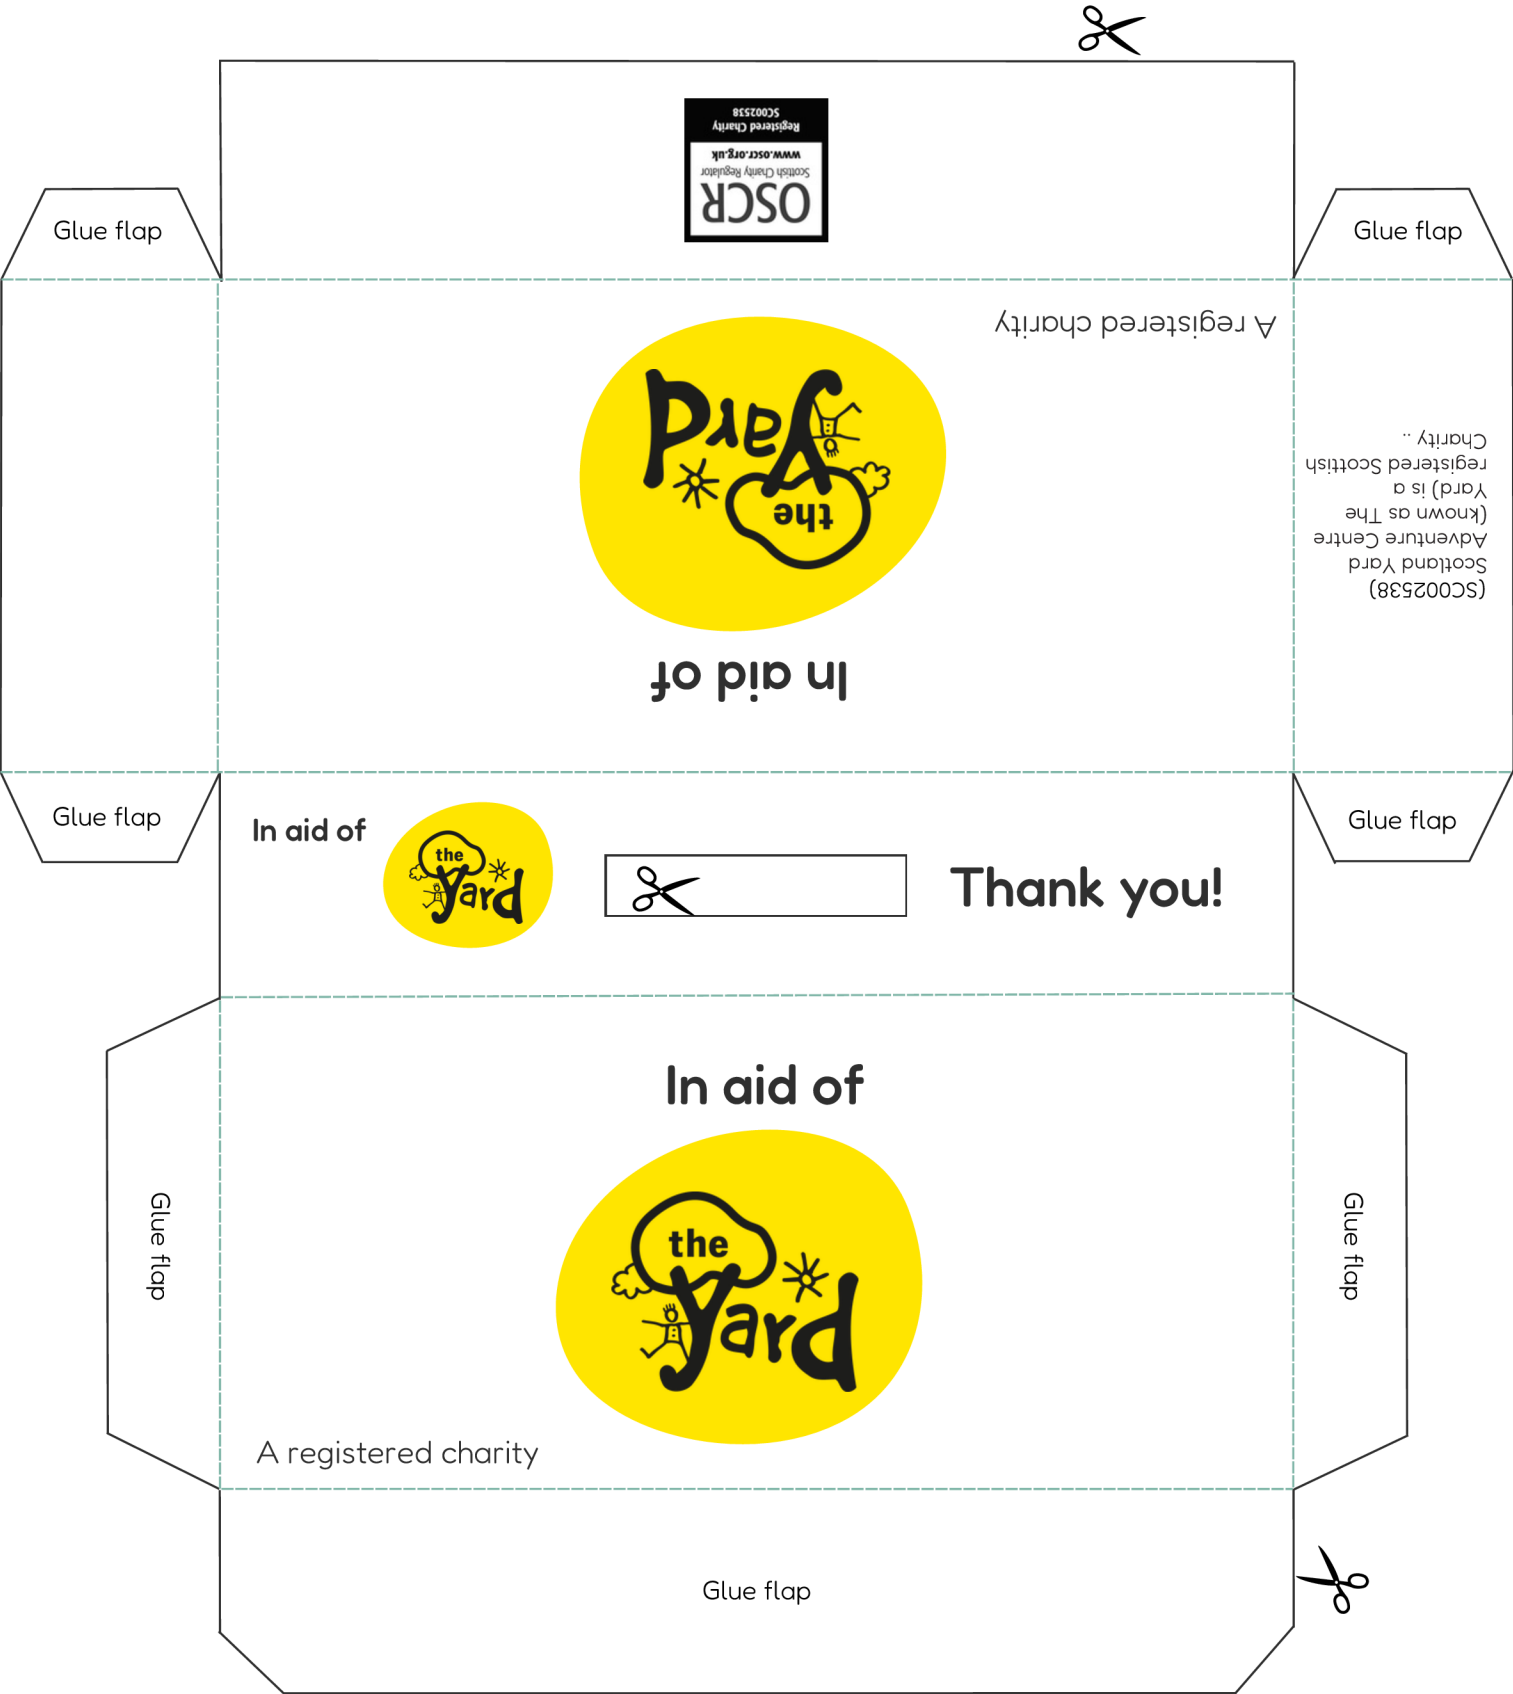 OSCR
Scottish Charity Regulator
www.oscr.org.uk
Registered Charity
SC002538
Glue flap
Glue flap
In aid of
the
yard
A registered charity
(SC002538)
Scotland Yard
Adventure Centre
(known as The
Yard) is a
registered Scottish
Charity ..
Glue flap
Glue flap
In aid of
the
yard
Thank you!
In aid of
the
yard
A registered charity
Glue flap
Glue flap
Glue flap